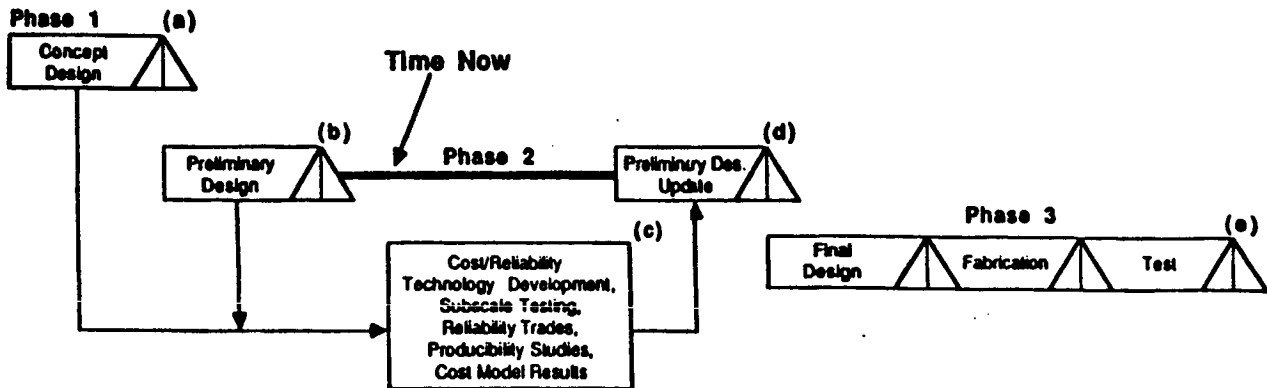 Phase 1
(a)
Concept
Design
Time Now
(b)
Preliminary
Design
Phase 2
(d)
Preliminury Des.
Update
(c)
Cost/Reliability
Technology Development,
Subscale Testing,
Reliability Trades,
Producibility Studies,
Cost Model Results
Phase 3
(e)
Final
Design
Fabrication
Test